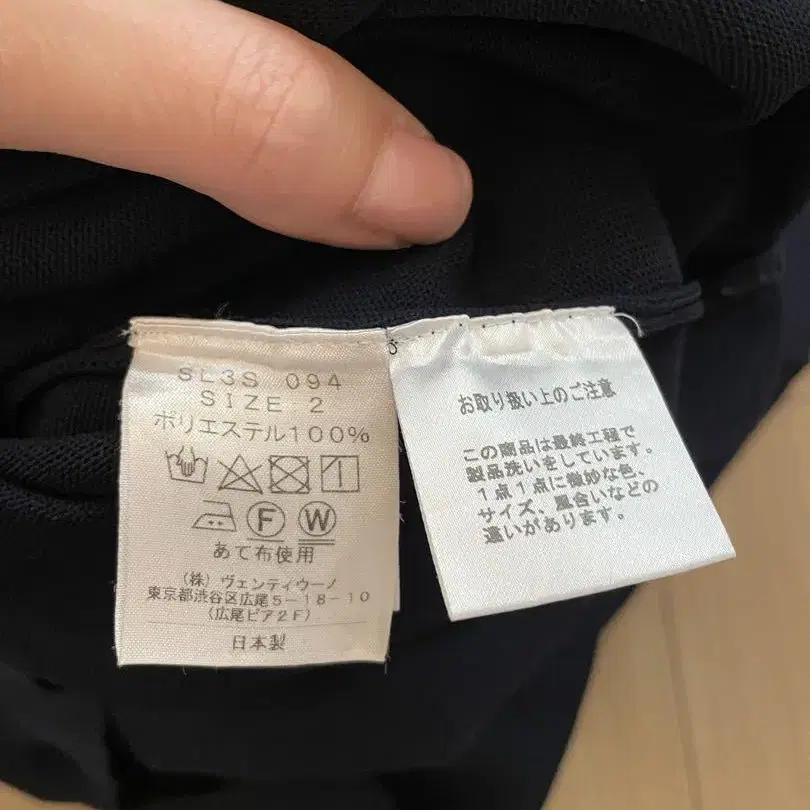 SL3S 094
SIZE 2
ポリエステル100%
F W
あて布使用
(株) ヴェンティウーノ
東京都渋谷区広尾5-18-10
(広尾ピア2F)
日本製
お取り扱い上のご注意
この商品は最終工程で
製品洗いをしています。
1点1点に微妙な色、
サイズ、風合いなどの
違いがあります。